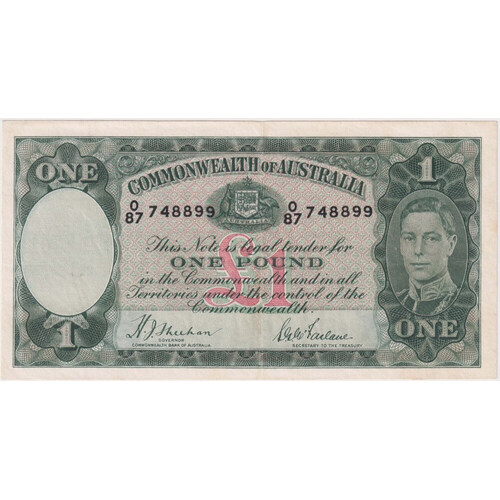 ONE
COMMONWEALTH OF AUSTRALIA
1
O/87 748899
O/87 748899
AUSTRALIA
This Note is legal tender for
ONE POUND
in the Commonwealth and in all
Territories under the control of the
Commonwealth.
£1
1
H.J. Sheehan
GOVERNOR
COMMONWEALTH BANK OF AUSTRALIA
S.G. McFarlane
SECRETARY TO THE TREASURY
ONE